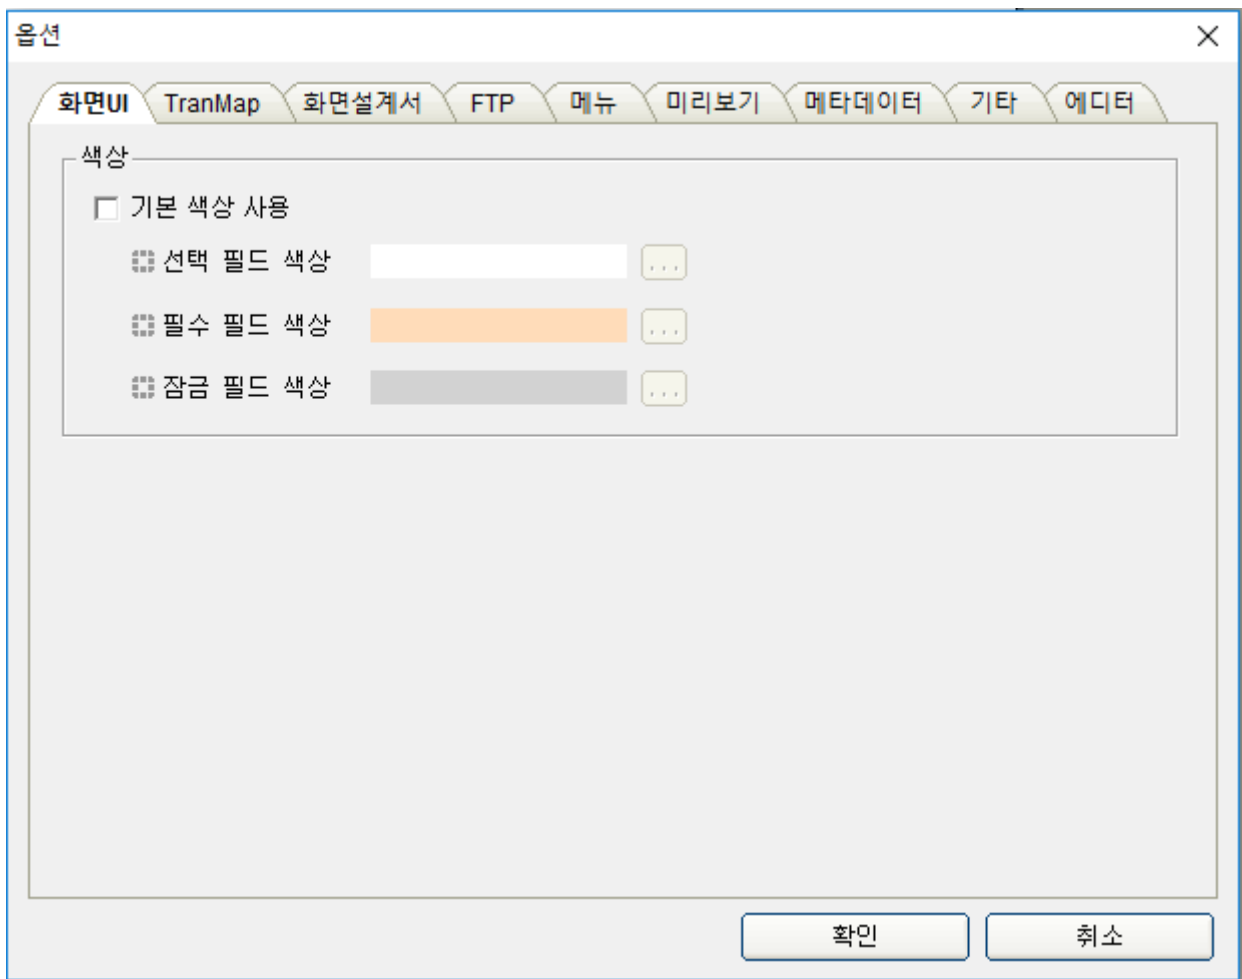 옵션
화면UI TranMap 화면설계서 FTP 메뉴 미리보기 메타데이터 기타 에디터
색상
기본 색상 사용
선택 필드 색상 ...
필수 필드 색상 ...
잠금 필드 색상 ...
확인 취소